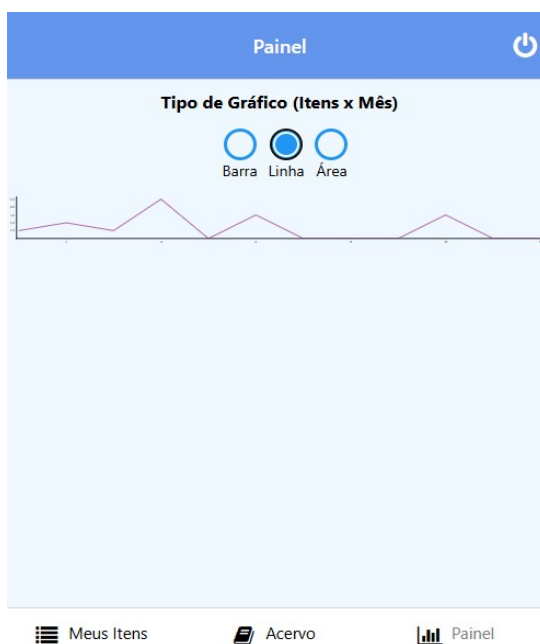 Painel
Tipo de Gráfico (Itens x Mês)
Barra Linha Área
Meus Itens Acervo Painel